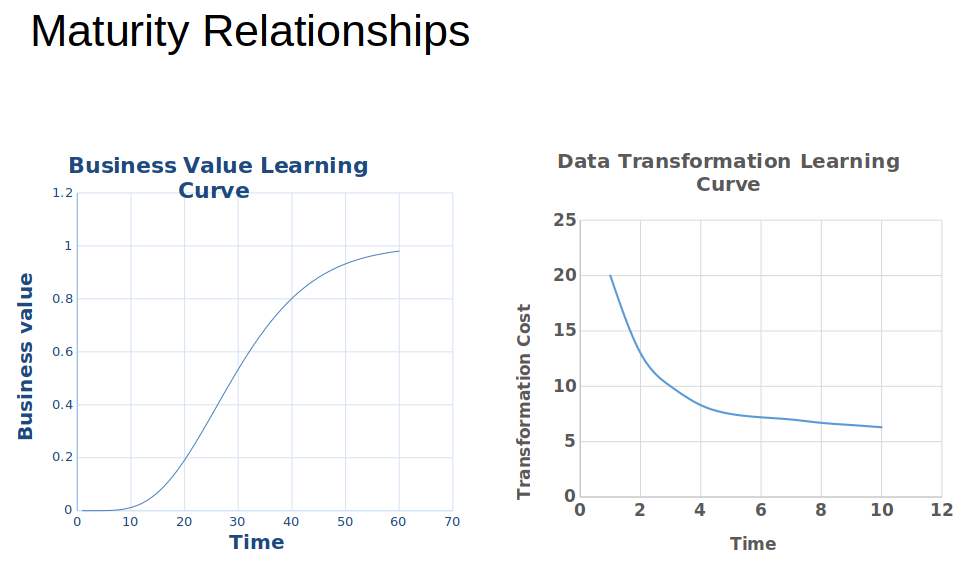 Maturity Relationships
Business Value Learning
Curve
1.2
1
0.8
0.6
0.4
0.2
0
Business value
0 10 20 30 40 50 60 70
Time
Data Transformation Learning
Curve
25
20
15
10
5
0
Transformation Cost
0 2 4 6 8 10 12
Time